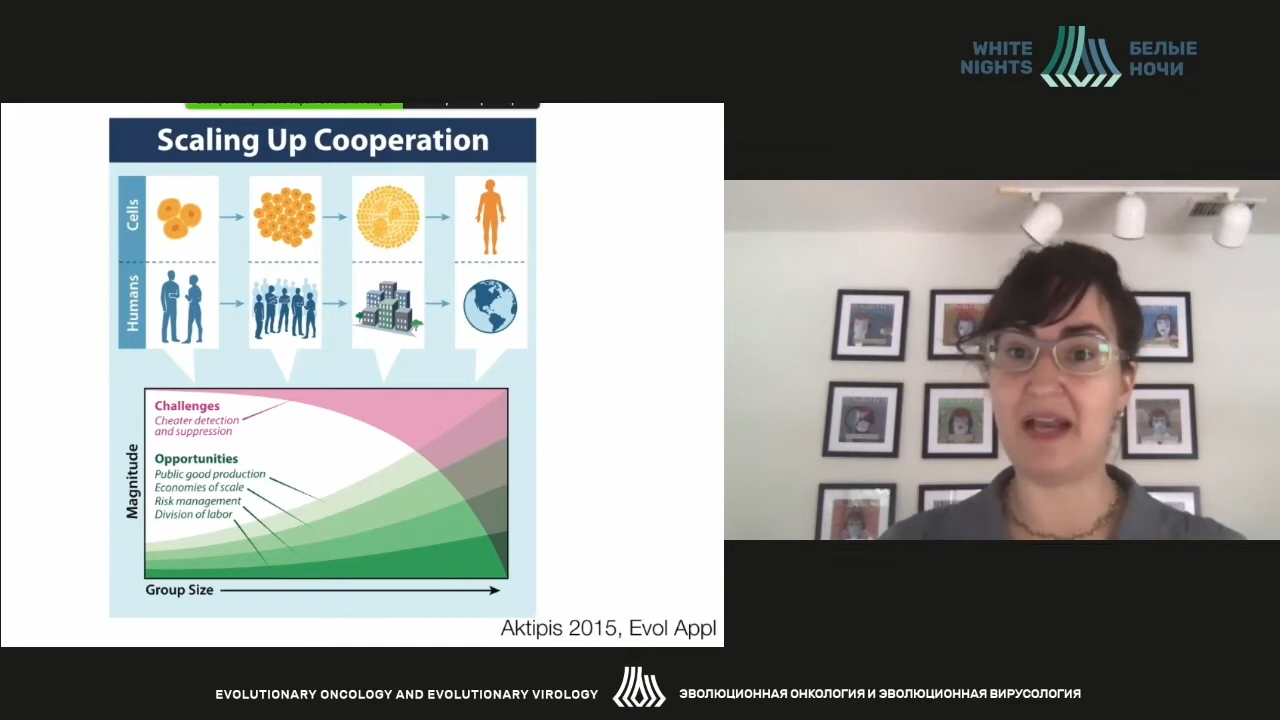 WHITE
NIGHTS
БЕЛЫЕ
НОЧИ
Scaling Up Cooperation
Cells
Humans
Challenges
Cheater detection
and suppression
Opportunities
Public good production
Economies of scale
Risk management
Division of labor
Magnitude
Group Size
Aktipis 2015, Evol Appl
EVOLUTIONARY ONCOLOGY AND EVOLUTIONARY VIROLOGY
ЭВОЛЮЦИОННАЯ ОНКОЛОГИЯ И ЭВОЛЮЦИОННАЯ ВИРУСОЛОГИЯ